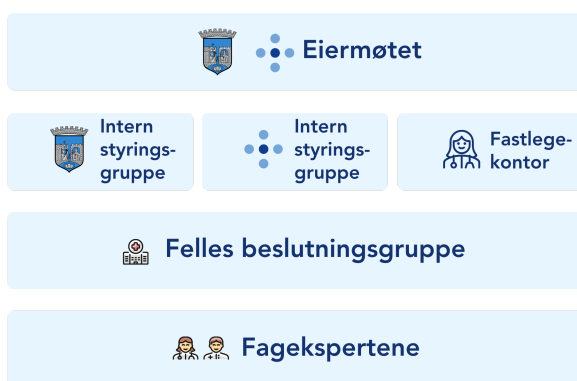 Eiermøtet
Intern
styrings-
gruppe
Intern
styrings-
gruppe
Fastlege-
kontor
Felles beslutningsgruppe
Fagekspertene